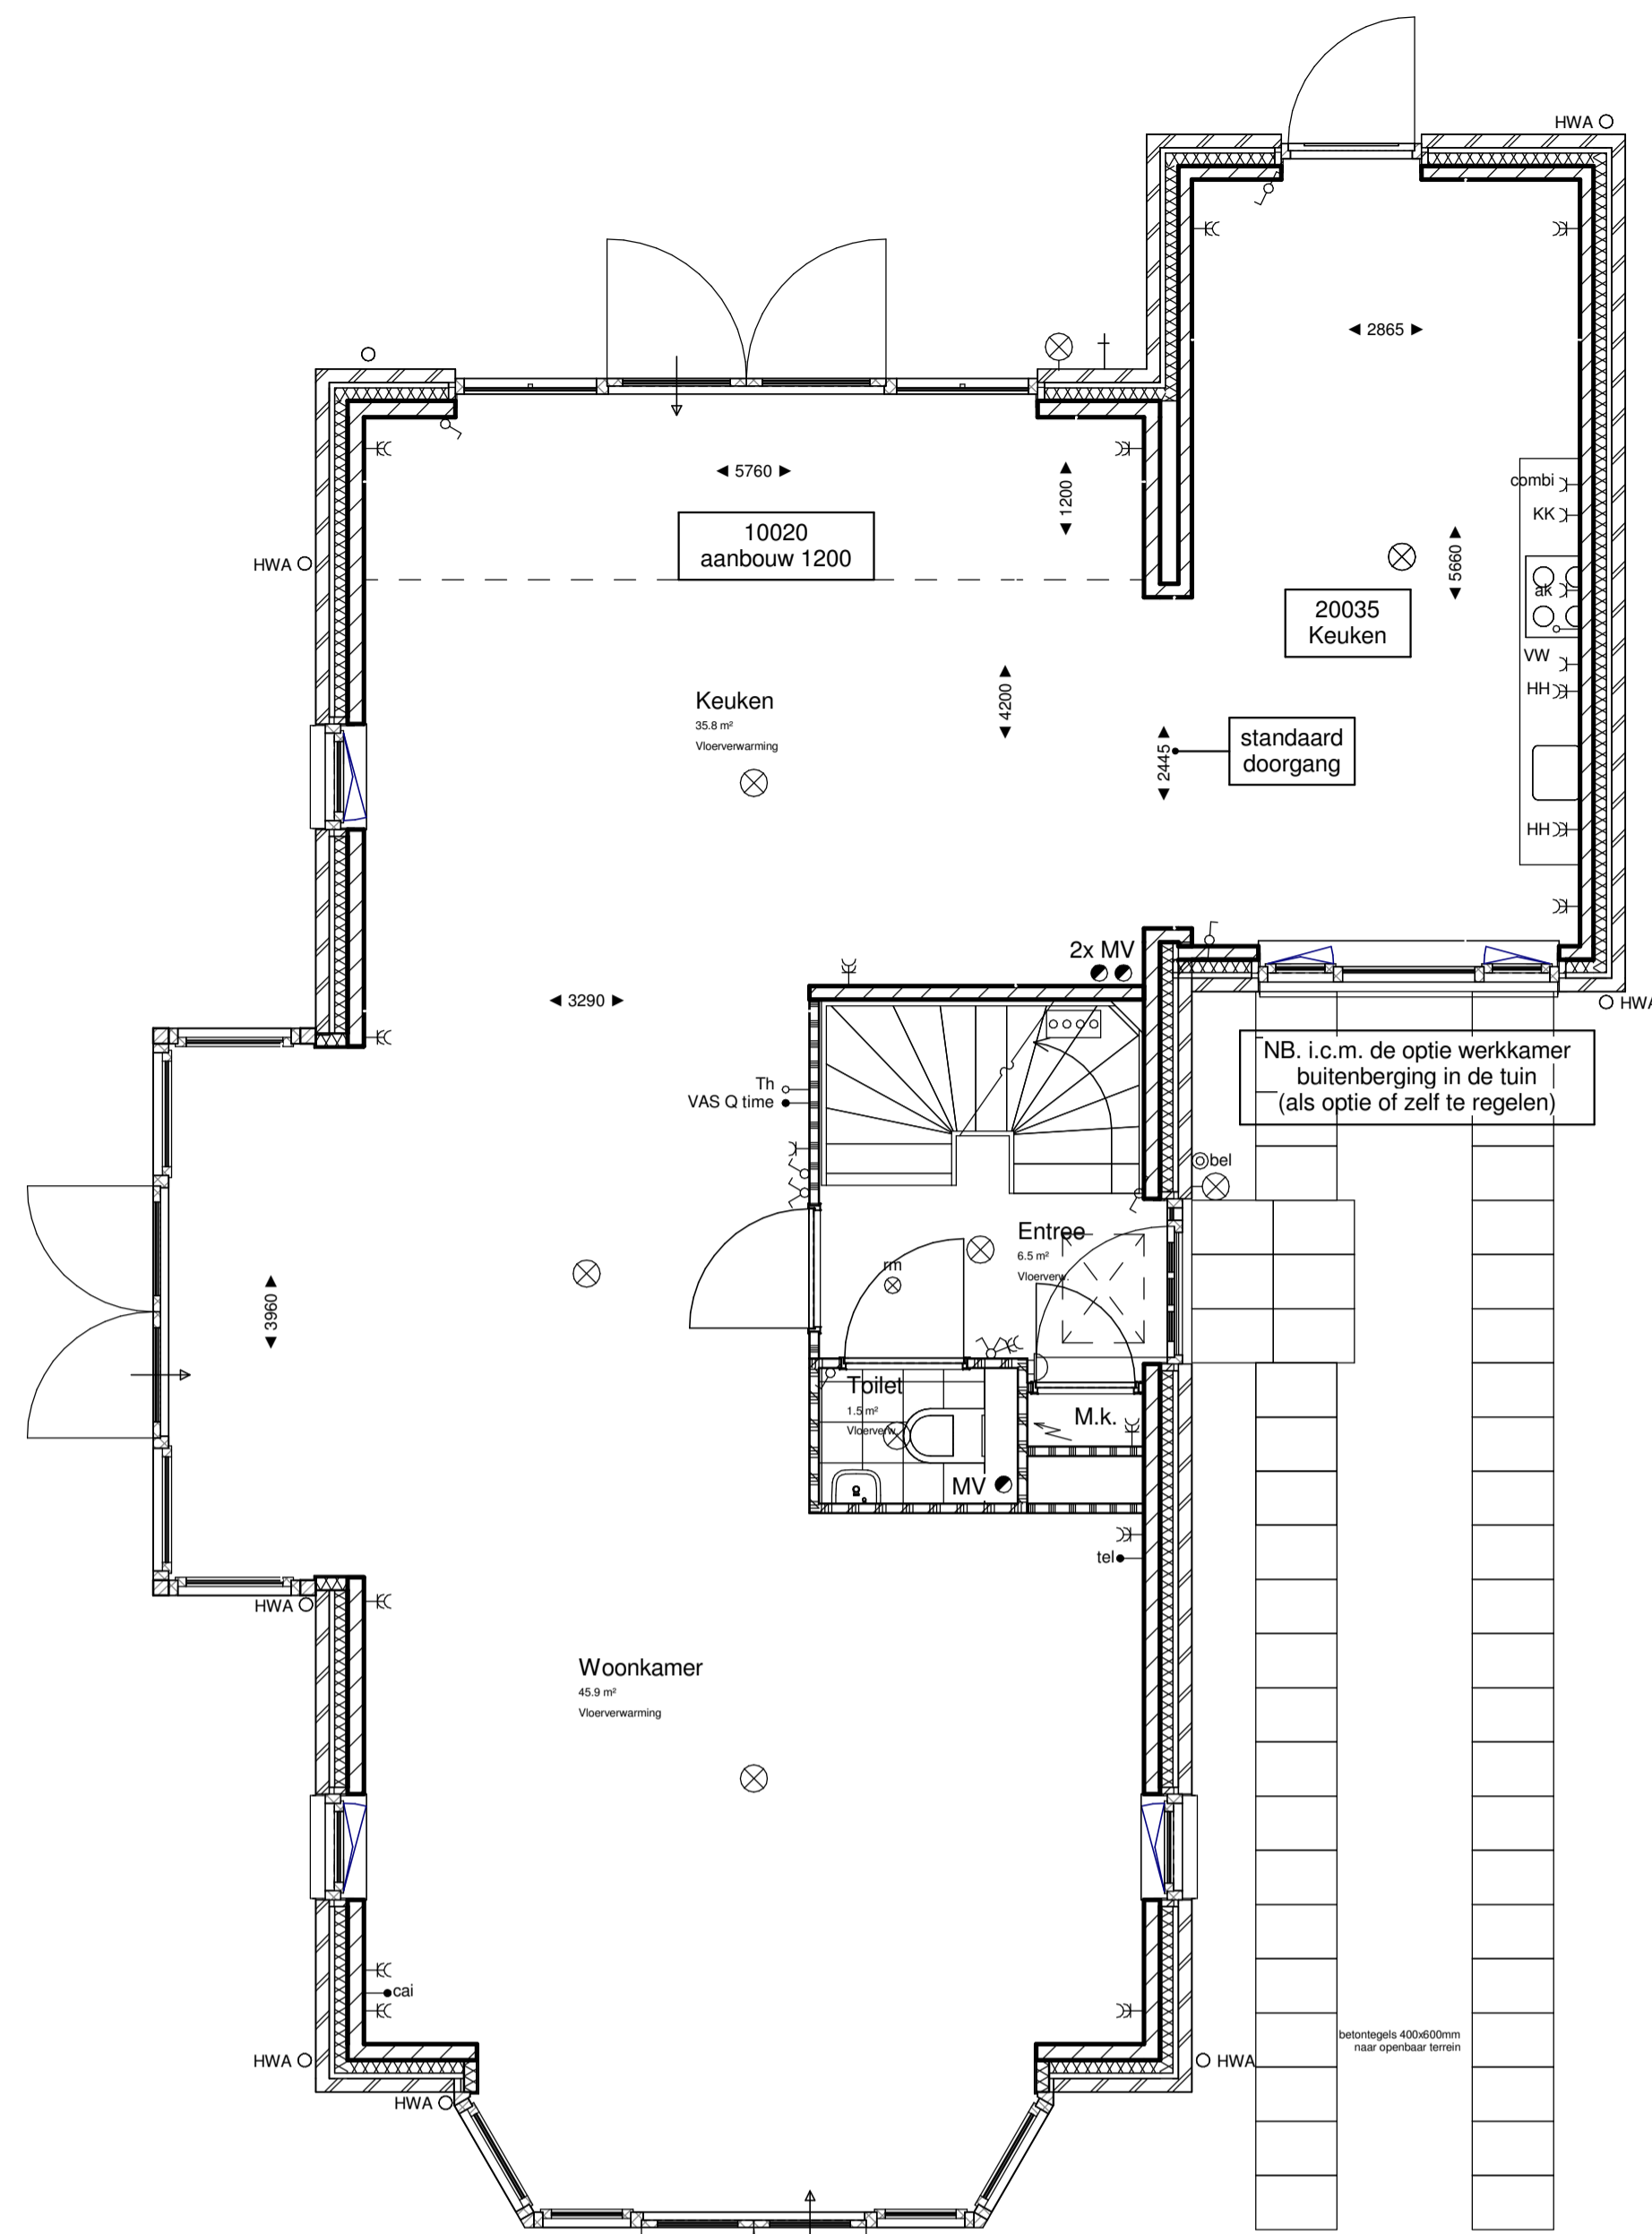 HWA
◄ 2865 ►
◄ 5760 ►
◄ 1200 ►
combi
KK
10020
aanbouw 1200
HWA
◄ 5660 ►
ak
20035
Keuken
VW
HH
Keuken
35.8 m²
Vloerverwarming
◄ 4200 ►
◄ 2445 ►
standaard
doorgang
HH
2x MV
◄ 3290 ►
HWA
NB. i.c.m. de optie werkkamer
buitenberging in de tuin
(als optie of zelf te regelen)
Th
VAS Q time
bel
Entree
6.5 m²
Vloerverw.
rm
◄ 3960 ►
Toilet
1.5 m²
Vloerverw.
M.k.
MV
tel
HWA
Woonkamer
45.9 m²
Vloerverwarming
cai
betontegels 400x600mm
naar openbaar terrein
HWA
HWA
HWA